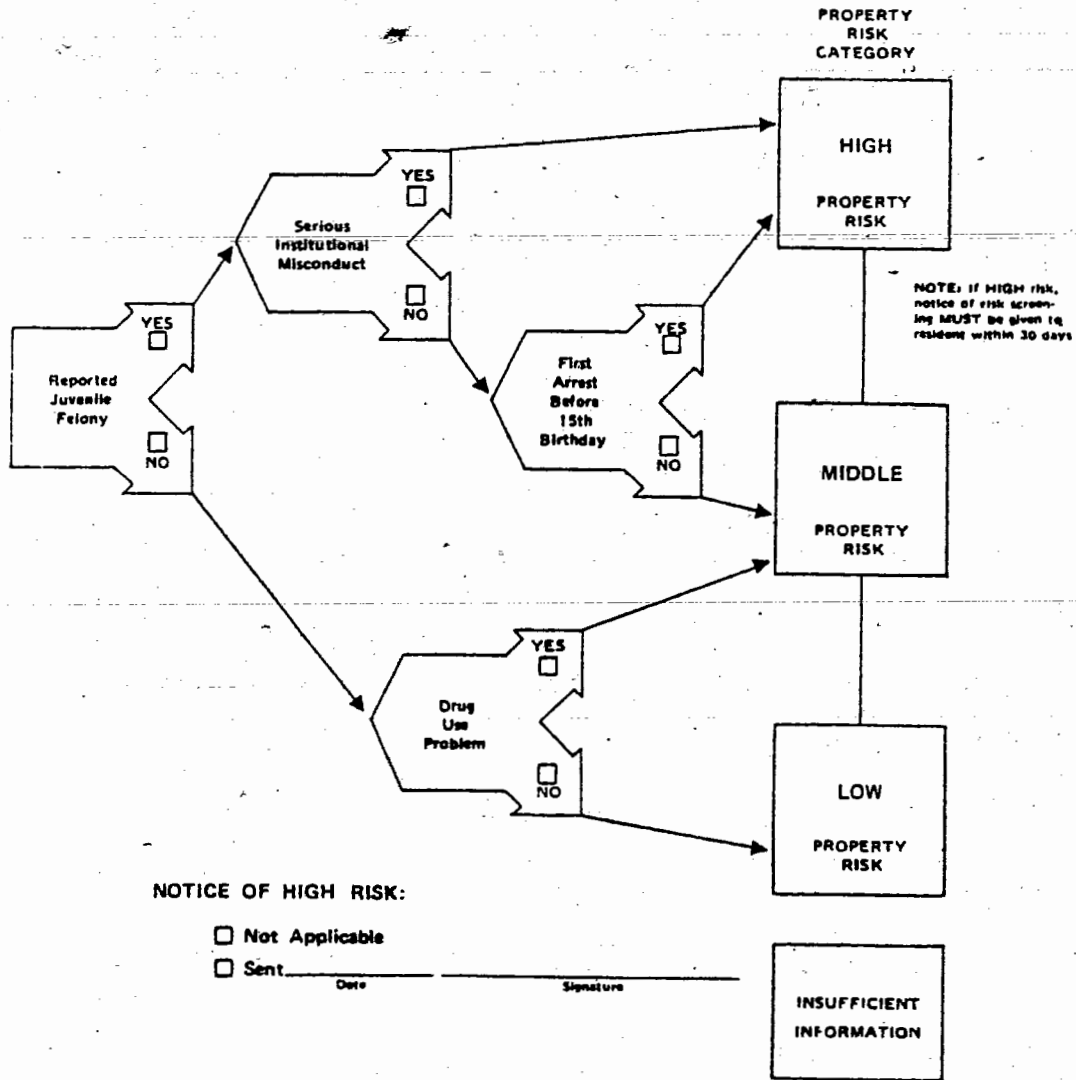 PROPERTY
RISK
CATEGORY
HIGH
PROPERTY
RISK
NOTE: If HIGH risk,
notice of risk screen-
ing MUST be given to
resident within 30 days
YES
Serious
Institutional
Misconduct
NO
YES
Reported
Juvenile
Felony
NO
YES
First
Arrest
Before
15th
Birthday
NO
MIDDLE
PROPERTY
RISK
YES
Drug
Use
Problem
NO
LOW
PROPERTY
RISK
NOTICE OF HIGH RISK:
Not Applicable
Sent
Date Signature
INSUFFICIENT
INFORMATION